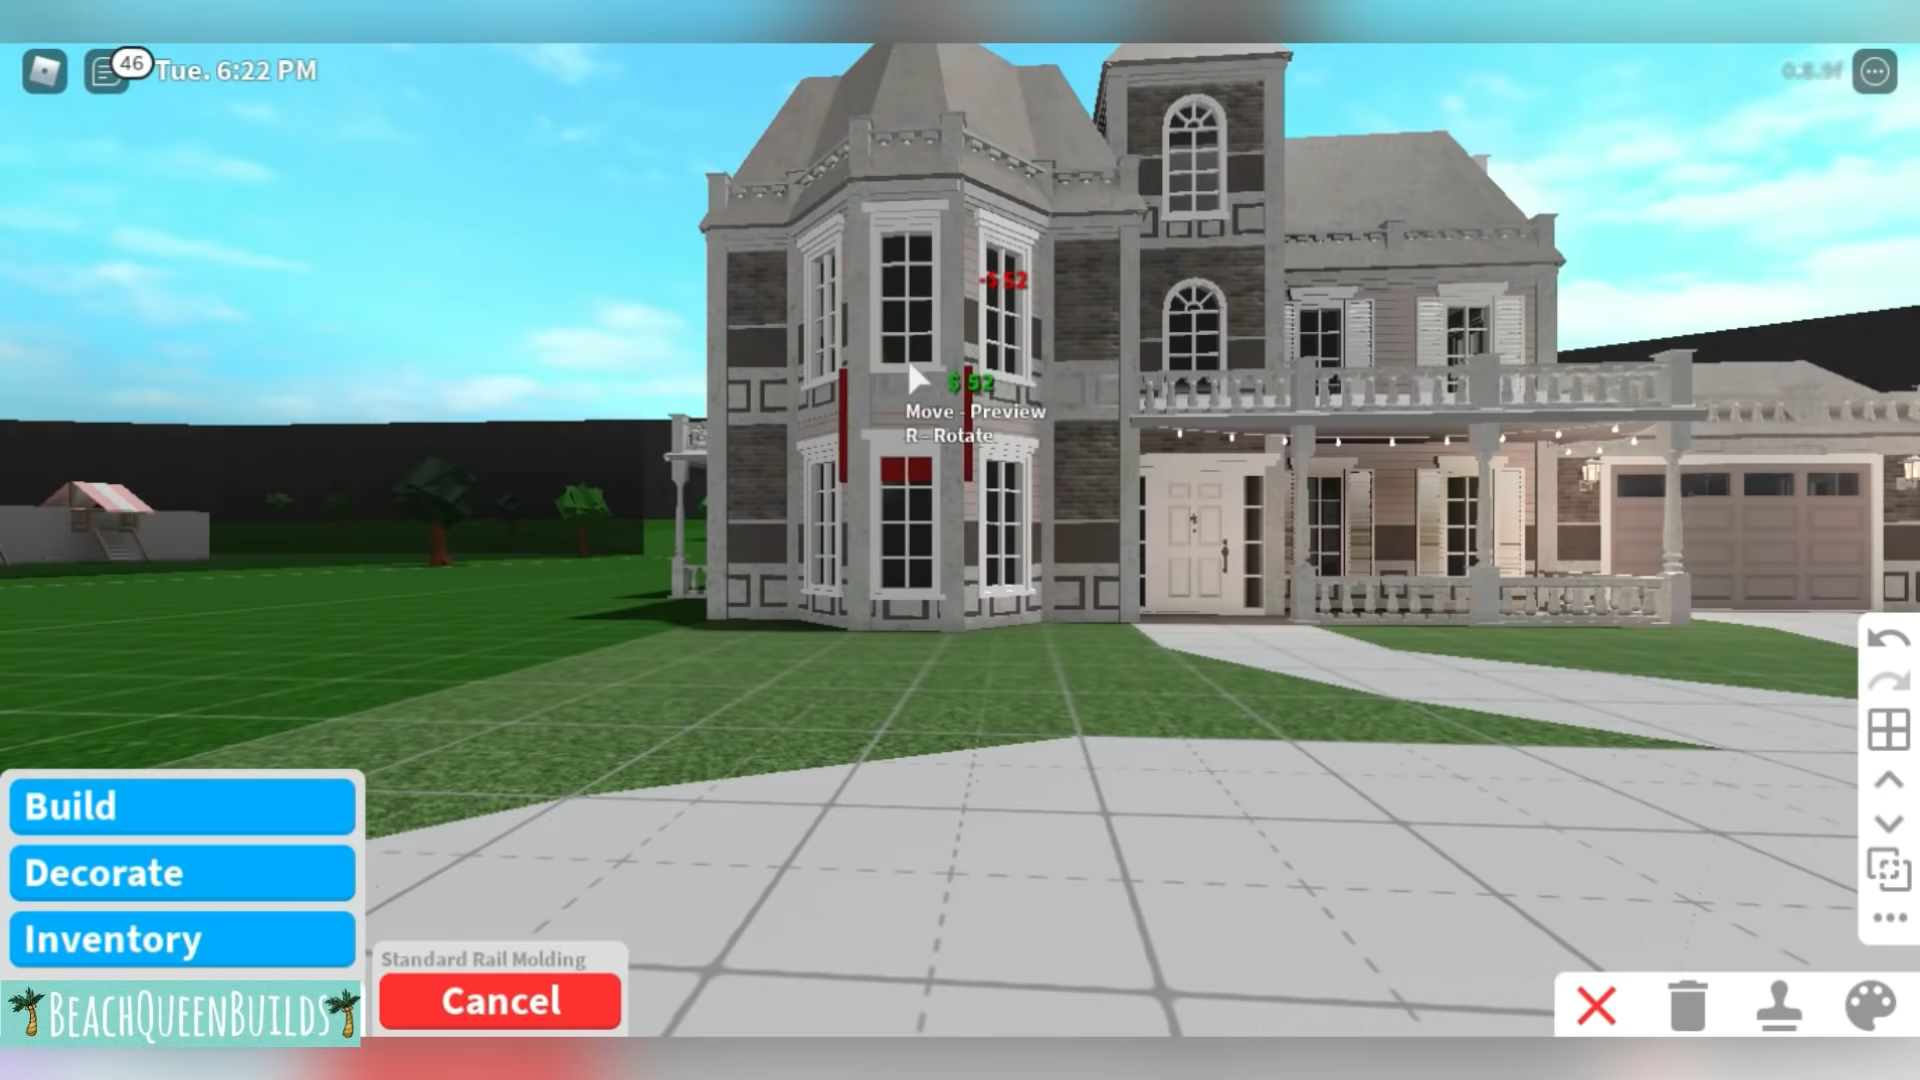 46
Tue. 6:22 PM
-$ 52
$ 52
Move - Preview
R - Rotate
Build
Decorate
Inventory
Standard Rail Molding
Cancel
BEACHQUEENBUILDS